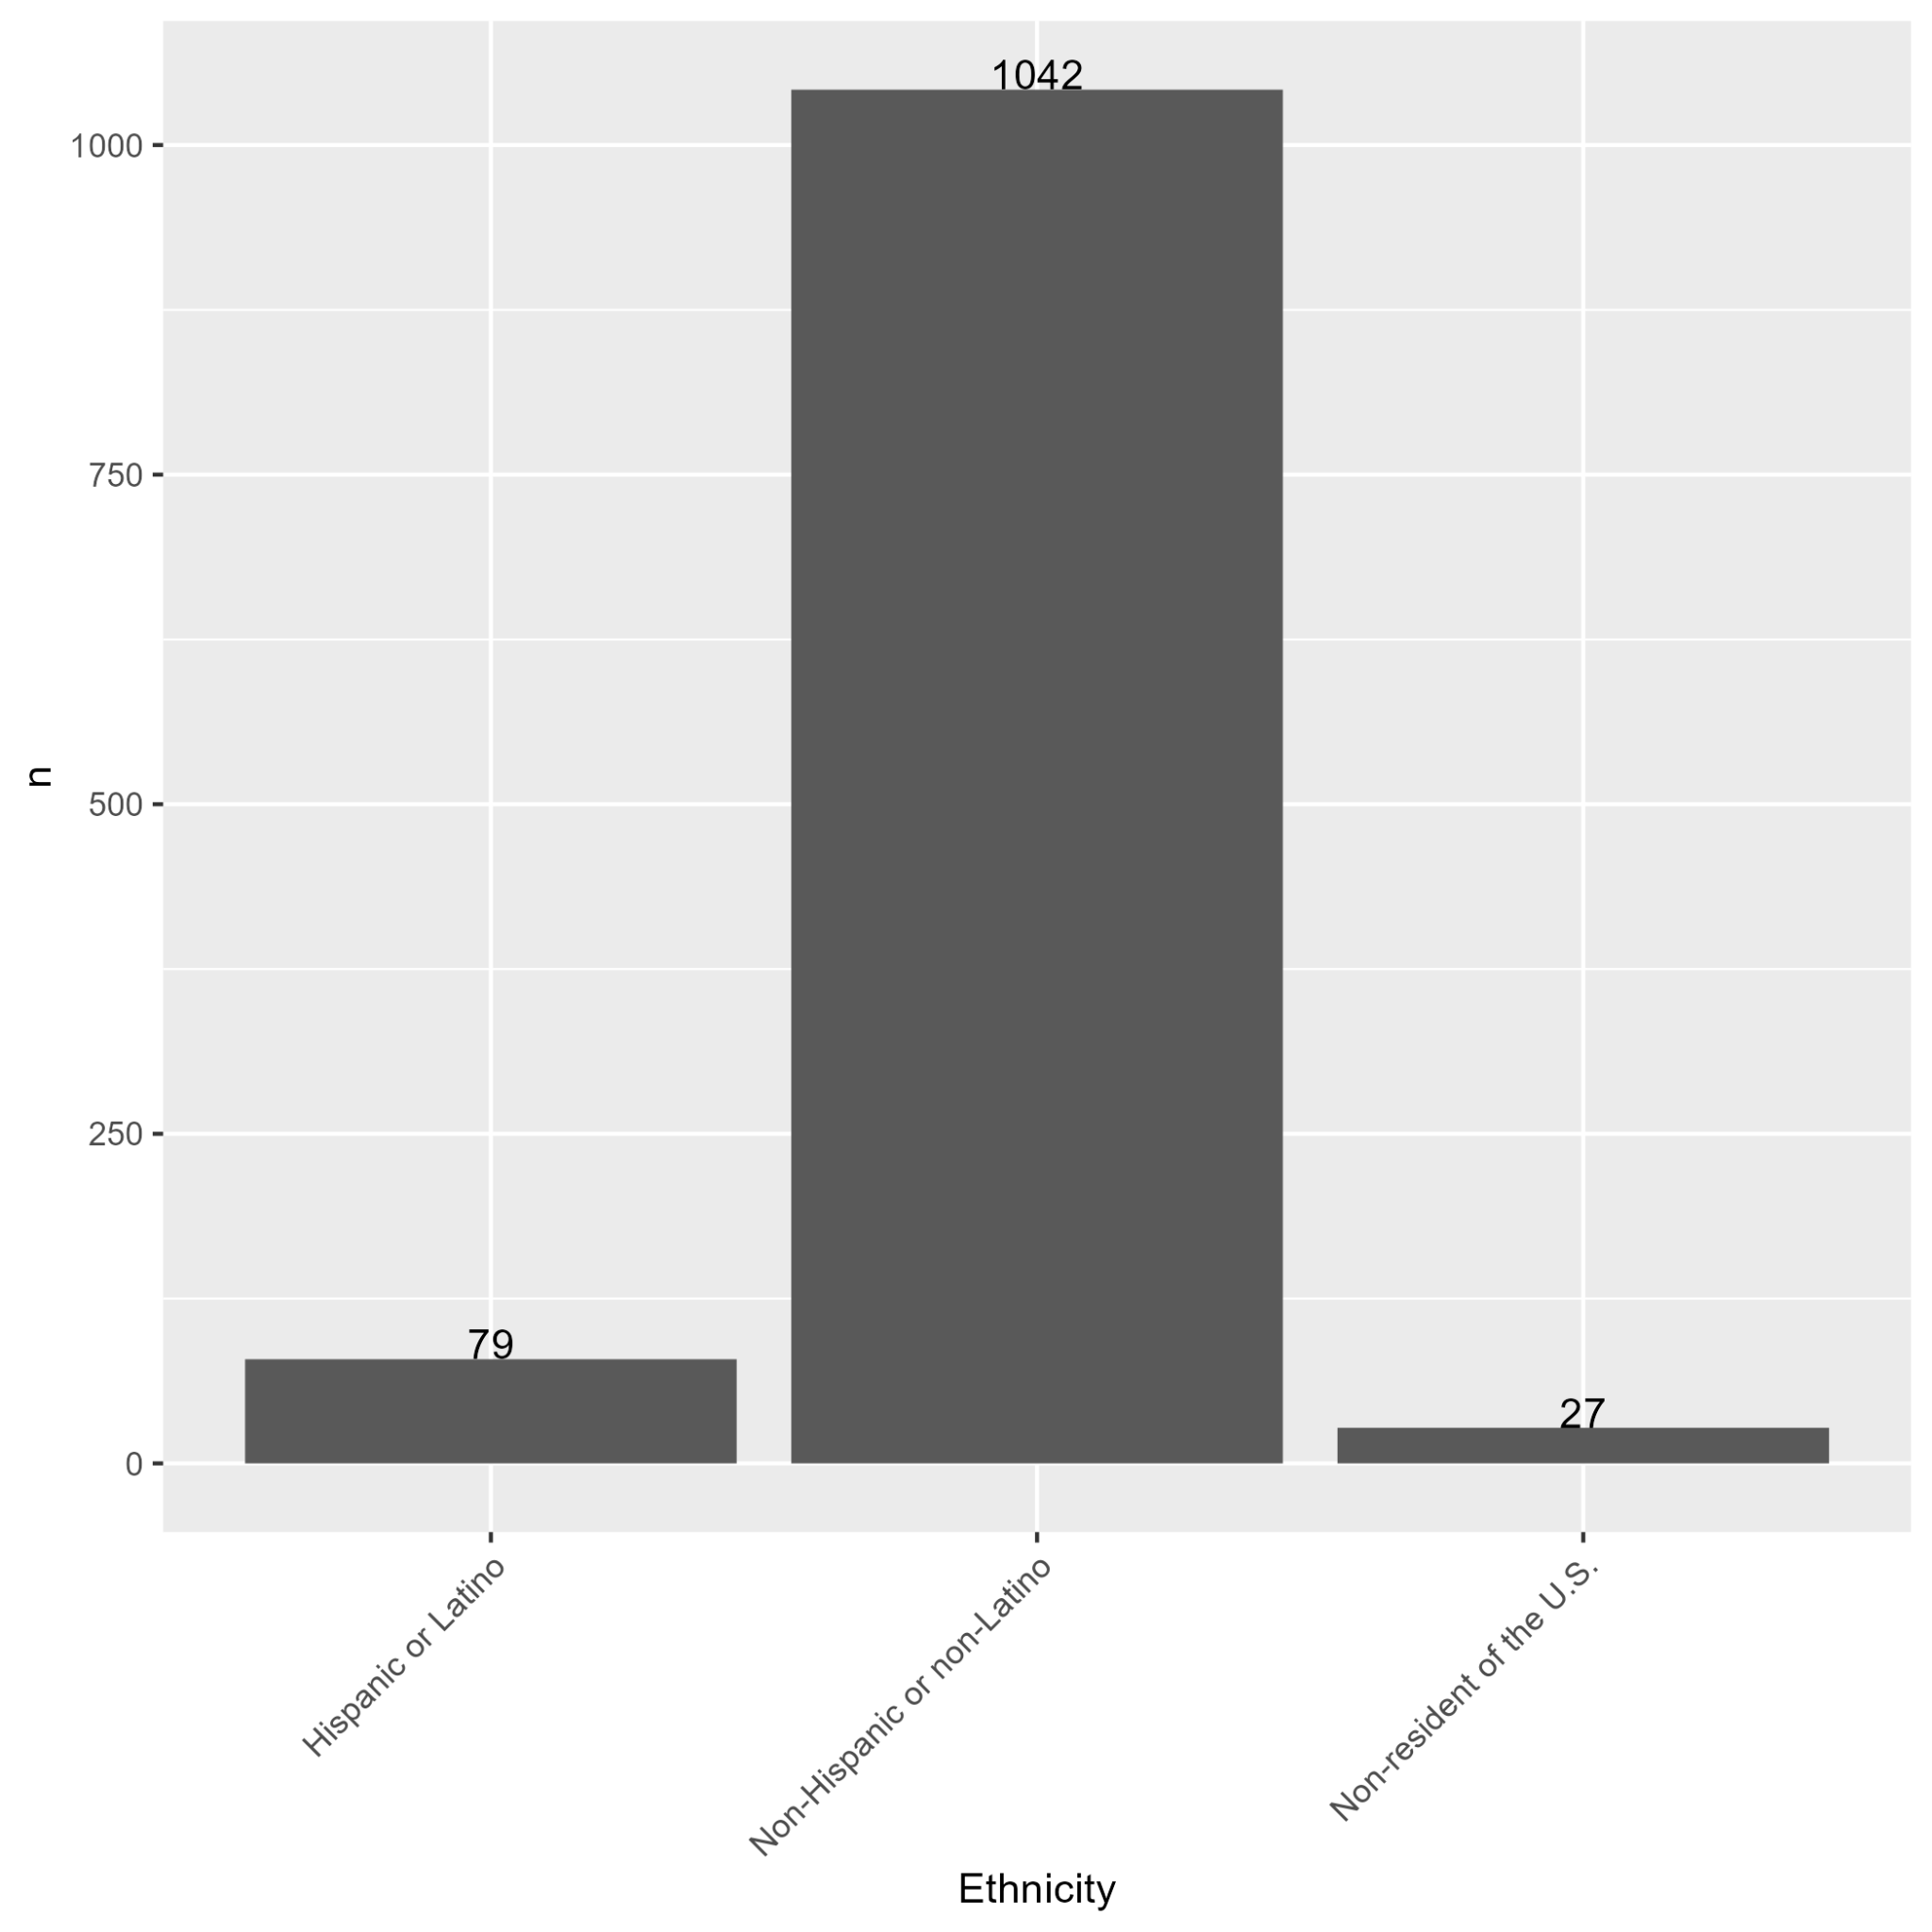 1042
1000
750
n
500
250
79
27
0
Hispanic or Latino
Non-Hispanic or non-Latino
Non-resident of the U.S.
Ethnicity